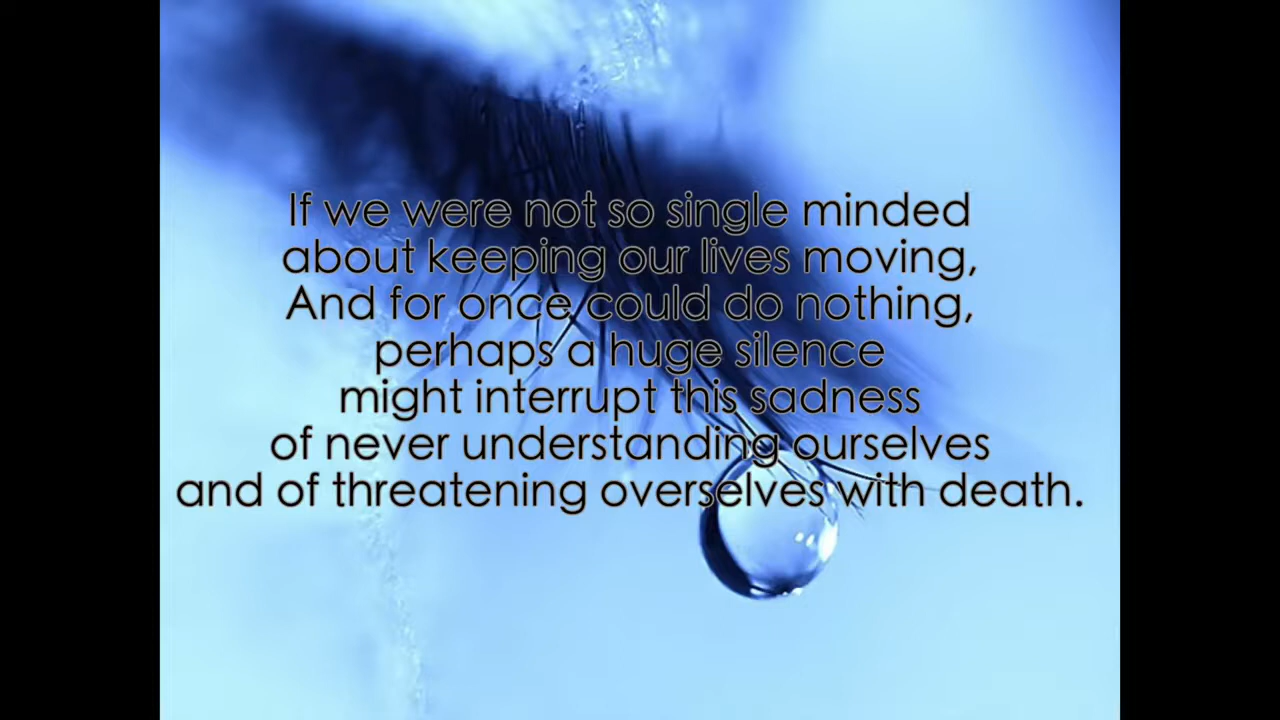 If we were not so single minded
about keeping our lives moving,
And for once could do nothing,
perhaps a huge silence
might interrupt this sadness
of never understanding ourselves
and of threatening overselves with death.